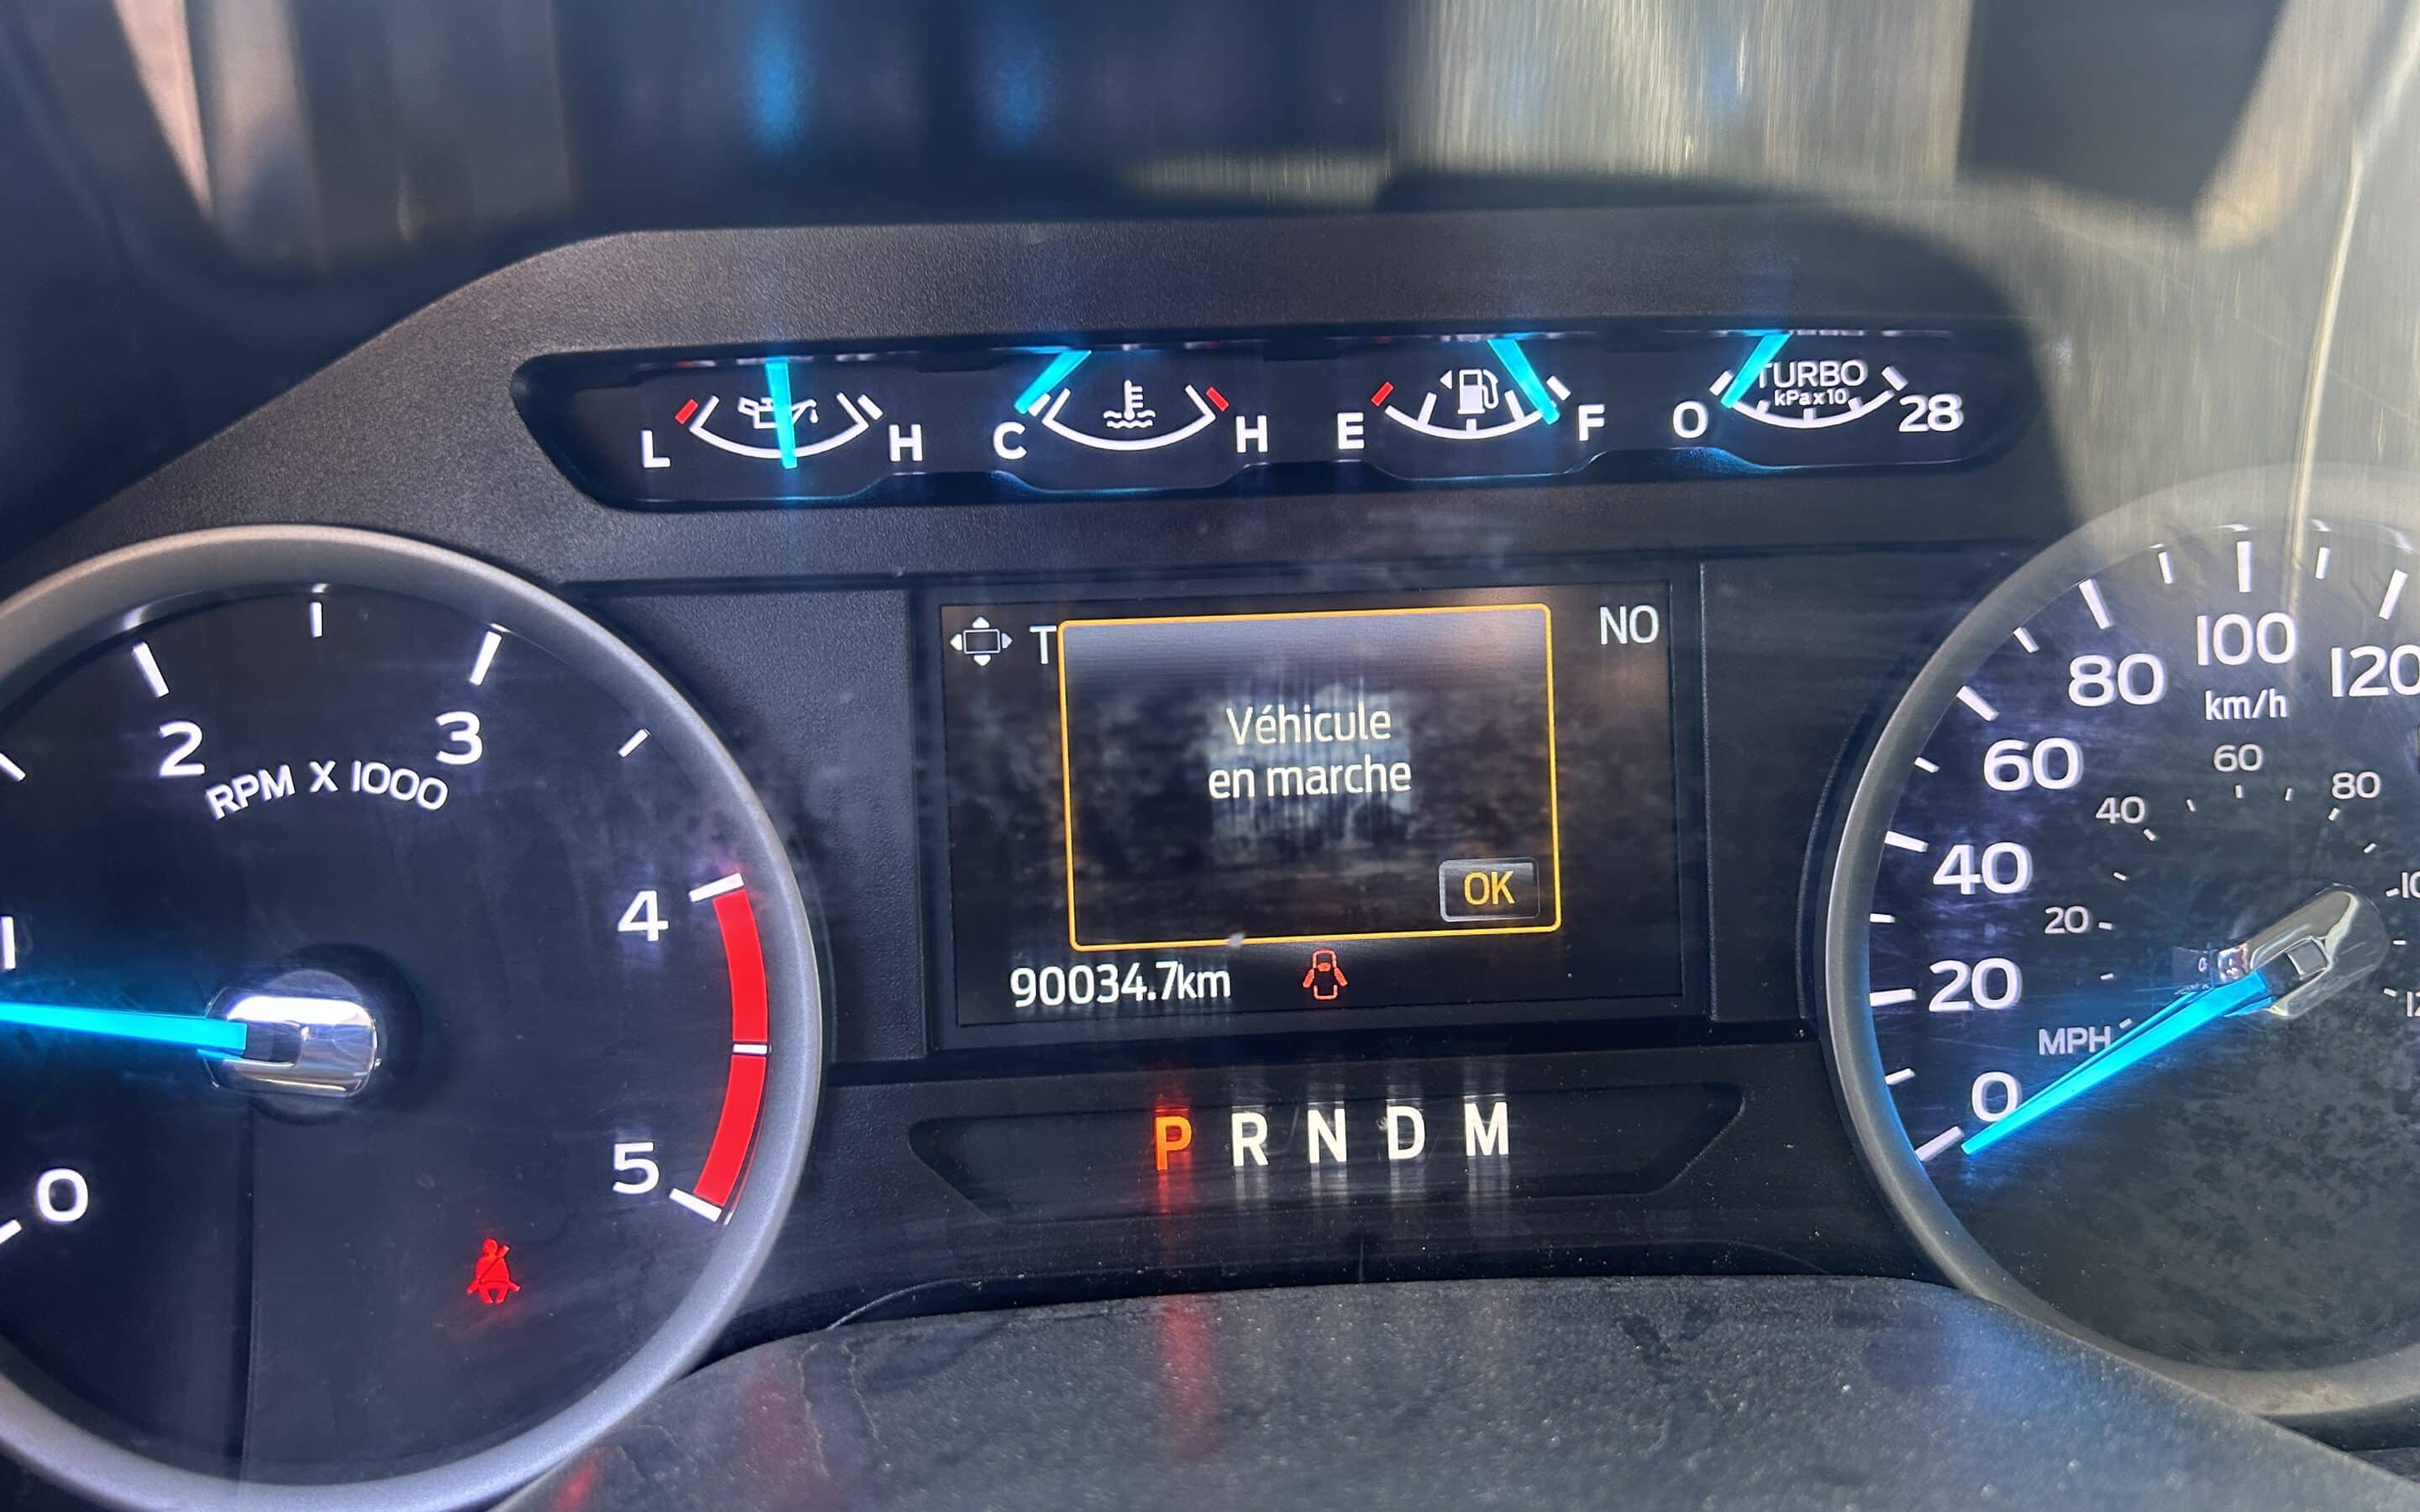 L H C H E F O TURBO 28
kPa x 10
T NO
Véhicule
en marche
OK
90034.7km
P R N D M
0 1 2 3 4 5
RPM X 1000
0 20 40 60 80 100 120
km/h
20 40 60 80
MPH